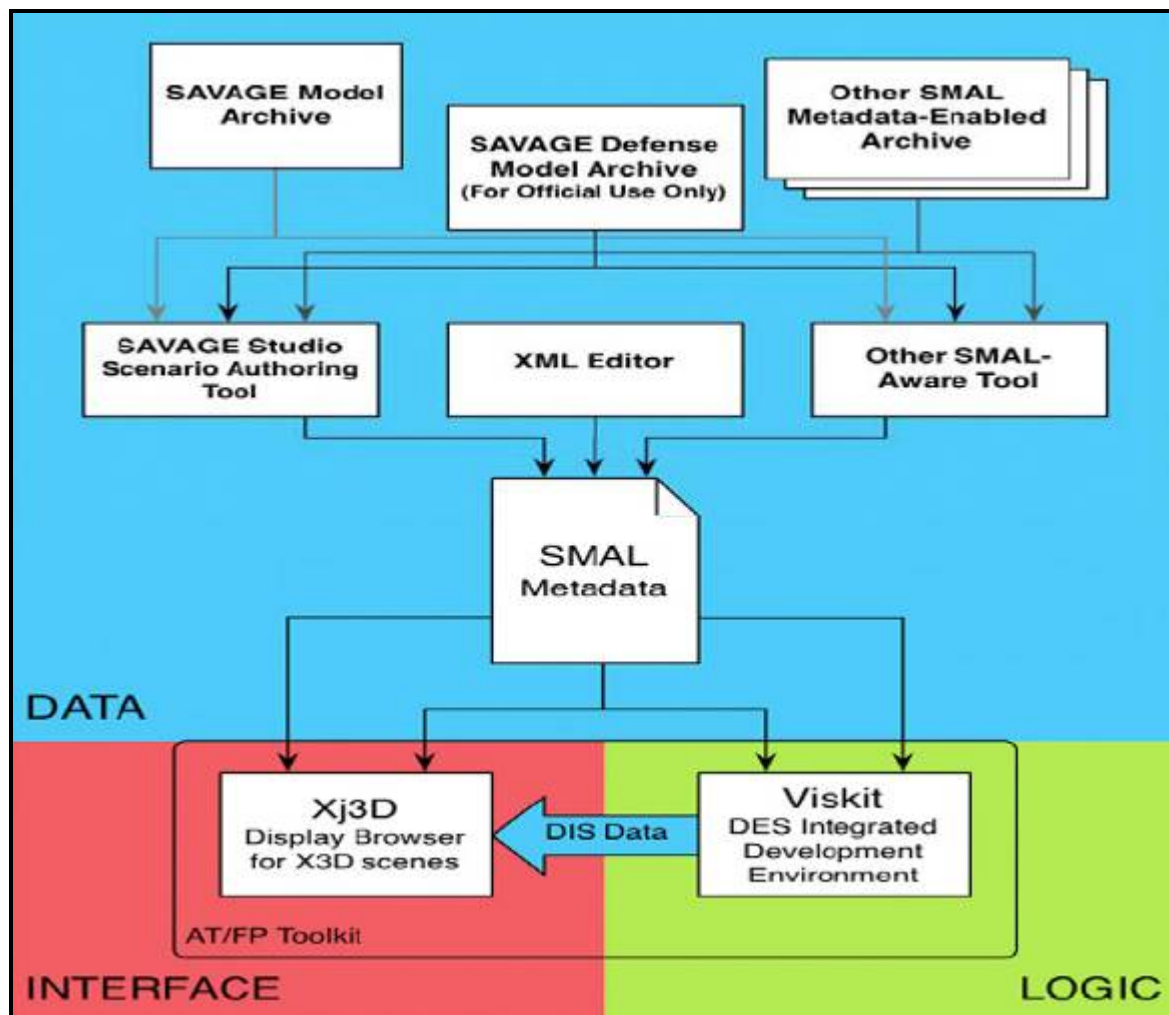 SAVAGE Model
Archive
SAVAGE Defense
Model Archive
(For Official Use Only)
Other SMAL
Metadata-Enabled
Archive
SAVAGE Studio
Scenario Authoring
Tool
XML Editor
Other SMAL-
Aware Tool
SMAL
Metadata
DATA
Xj3D
Display Browser
for X3D scenes
DIS Data
Viskit
DES Integrated
Development
Environment
AT/FP Toolkit
INTERFACE
LOGIC